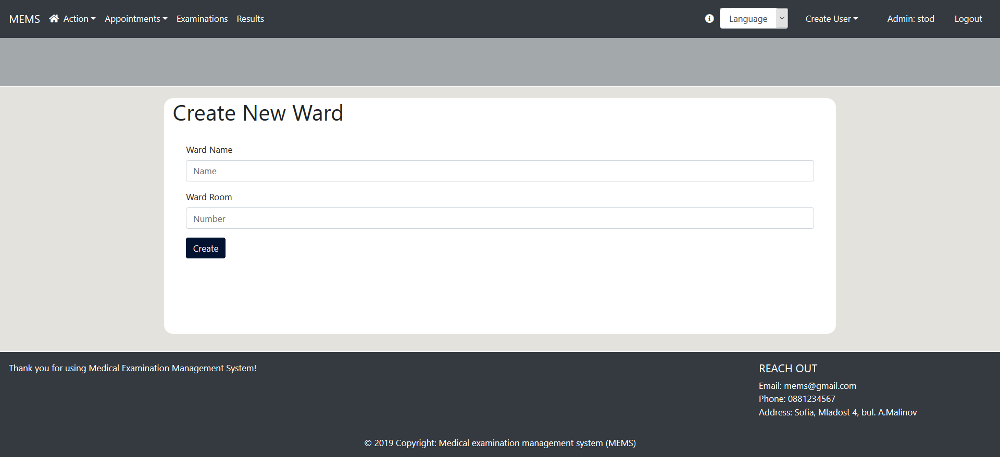 MEMS Action Appointments Examinations Results Language Create User Admin: stod Logout
Create New Ward
Ward Name
Name
Ward Room
Number
Create
Thank you for using Medical Examination Management System!
REACH OUT
Email: mems@gmail.com
Phone: 0881234567
Address: Sofia, Mladost 4, bul. A.Malinov
© 2019 Copyright: Medical examination management system (MEMS)